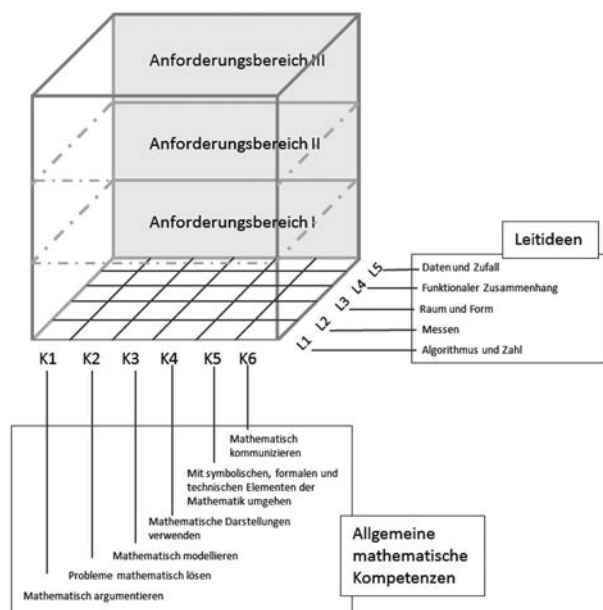 Anforderungsbereich III
Anforderungsbereich II
Anforderungsbereich I
Leitideen
L5
Daten und Zufall
L4
Funktionaler Zusammenhang
L3
Raum und Form
L2
Messen
L1
Algorithmus und Zahl
K1 K2 K3 K4 K5 K6
Mathematisch
kommunizieren
Mit symbolischen, formalen und
technischen Elementen der
Mathematik umgehen
Mathematische Darstellungen
verwenden
Mathematisch modellieren
Probleme mathematisch lösen
Mathematisch argumentieren
Allgemeine
mathematische
Kompetenzen